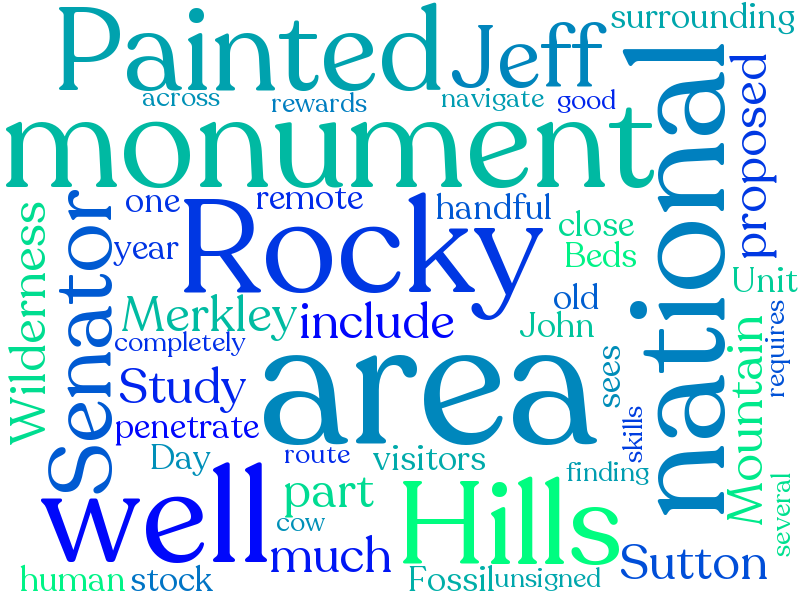 surrounding
Painted
Jeff
across
rewards
navigate
good
monument
national
proposed
Senator
one
remote
handful
Rocky
close
Beds
year
Wilderness
Merkley
include
old
John
Unit
completely
area
sees
Mountain
requires
Study
penetrate
skills
Day
route
visitors
finding
well
part
Hills
several
cow
much
Sutton
human
stock
Fossil
unsigned